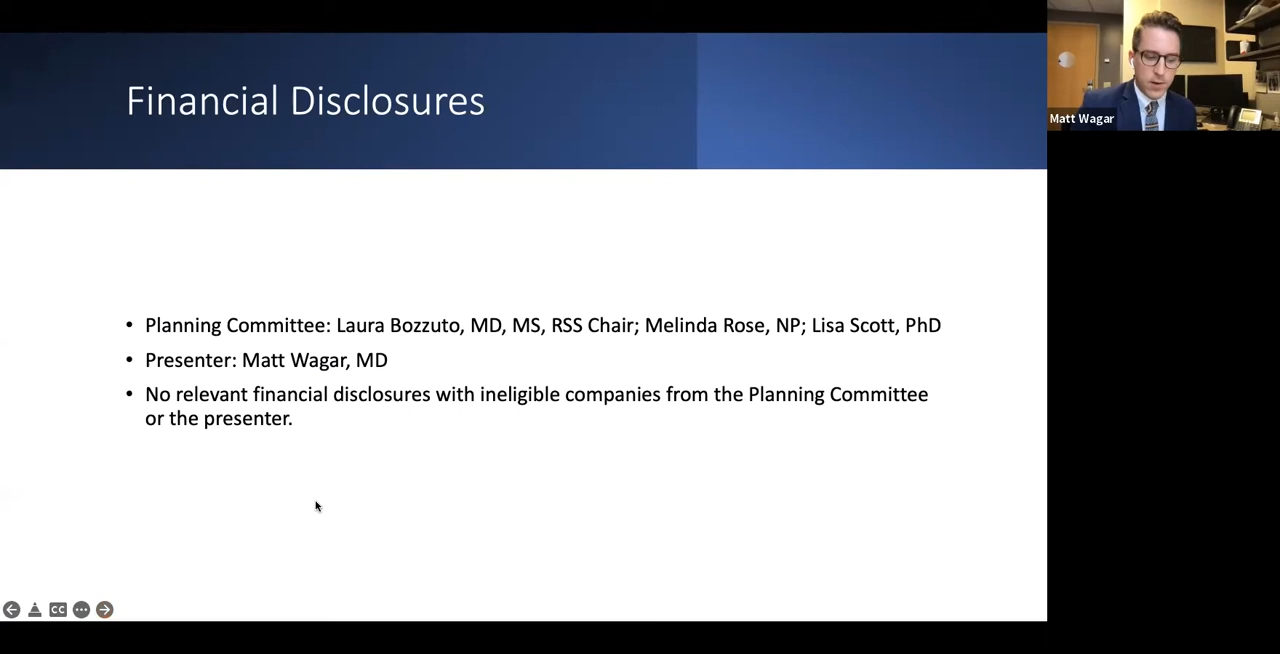 Financial Disclosures
Matt Wagar
• Planning Committee: Laura Bozzuto, MD, MS, RSS Chair; Melinda Rose, NP; Lisa Scott, PhD
• Presenter: Matt Wagar, MD
• No relevant financial disclosures with ineligible companies from the Planning Committee
or the presenter.
CC